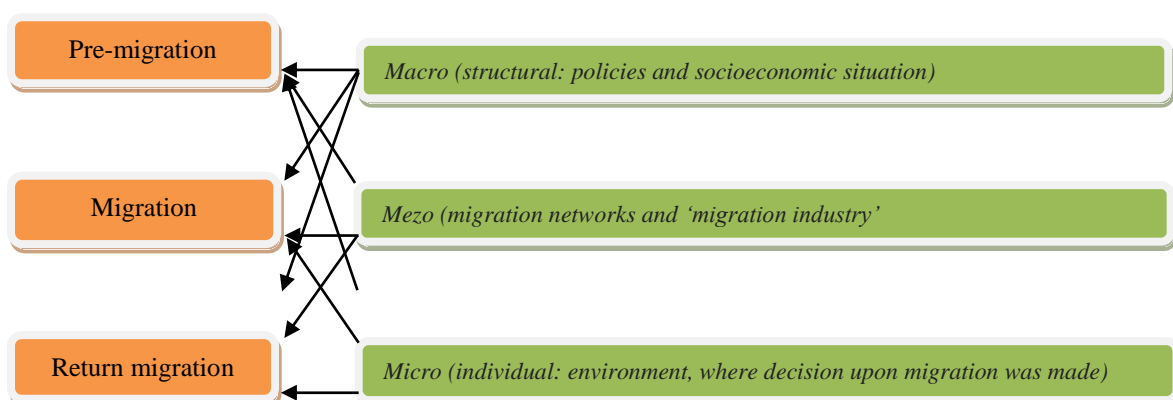 Pre-migration
Macro (structural: policies and socioeconomic situation)
Migration
Mezo (migration networks and ‘migration industry’
Return migration
Micro (individual: environment, where decision upon migration was made)